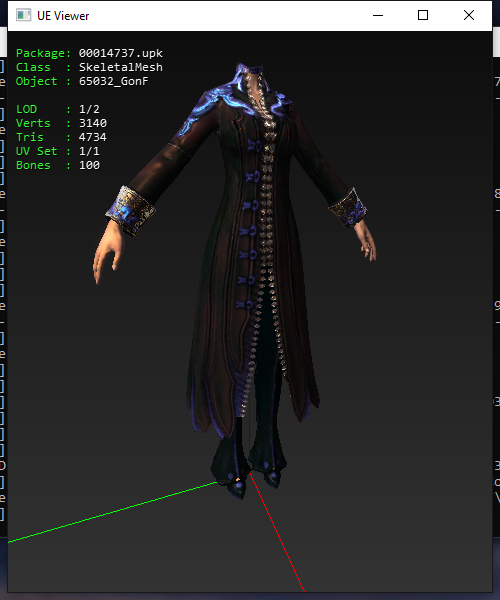 UE Viewer
Package: 00014737.upk
Class  : SkeletalMesh
Object : 65032_GonF
LOD    : 1/2
Verts  : 3140
Tris   : 4734
UV Set : 1/1
Bones  : 100